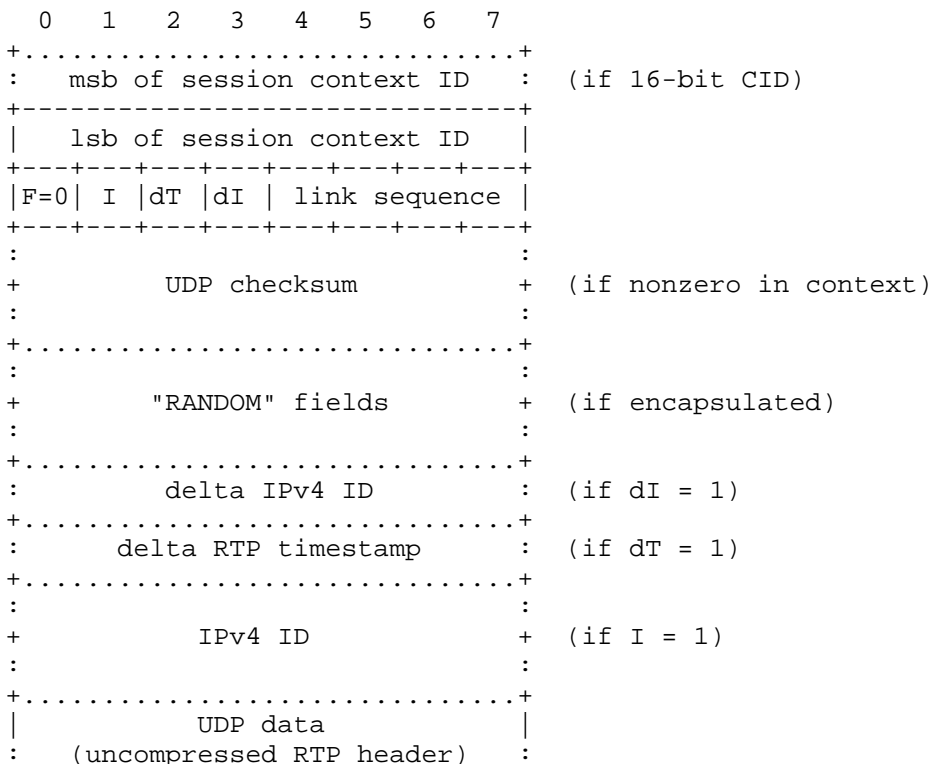 0   1   2   3   4   5   6   7
+...............................+
:   msb of session context ID   :  (if 16-bit CID)
+-------------------------------+
|   lsb of session context ID   |
+---+---+---+---+---+---+---+---+
|F=0| I |dT |dI | link sequence |
+---+---+---+---+---+---+---+---+
:                               :
+         UDP checksum          +  (if nonzero in context)
:                               :
+...............................+
:                               :
+        "RANDOM" fields        +  (if encapsulated)
:                               :
+...............................+
:         delta IPv4 ID         :  (if dI = 1)
+...............................+
:      delta RTP timestamp      :  (if dT = 1)
+...............................+
:                               :
+           IPv4 ID             +  (if I = 1)
:                               :
+...............................+
|           UDP data            |
:   (uncompressed RTP header)   :